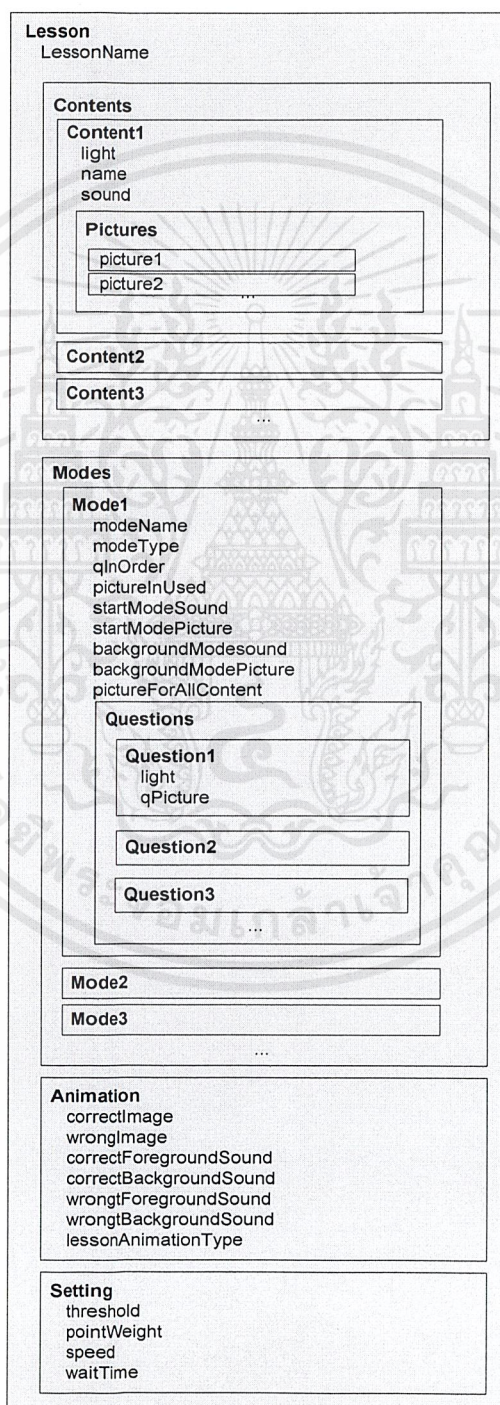 Lesson
LessonName
Contents
Content1
light
name
sound
Pictures
picture1
picture2
...
Content2
Content3
...
Modes
Mode1
modeName
modeType
qInOrder
pictureInUsed
startModeSound
startModePicture
backgroundModesound
backgroundModePicture
pictureForAllContent
Questions
Question1
light
qPicture
Question2
Question3
...
Mode2
Mode3
...
Animation
correctImage
wrongImage
correctForegroundSound
correctBackgroundSound
wrongtForegroundSound
wrongtBackgroundSound
lessonAnimationType
Setting
threshold
pointWeight
speed
waitTime